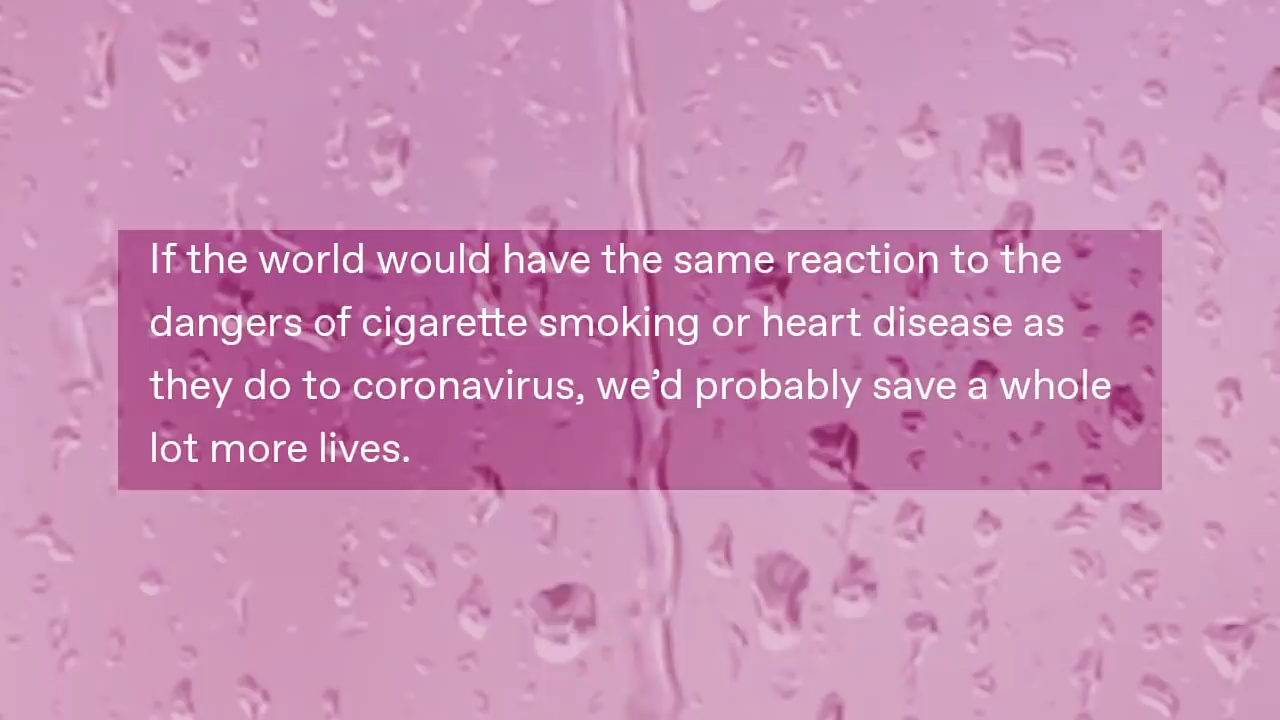 If the world would have the same reaction to the
dangers of cigarette smoking or heart disease as
they do to coronavirus, we’d probably save a whole
lot more lives.